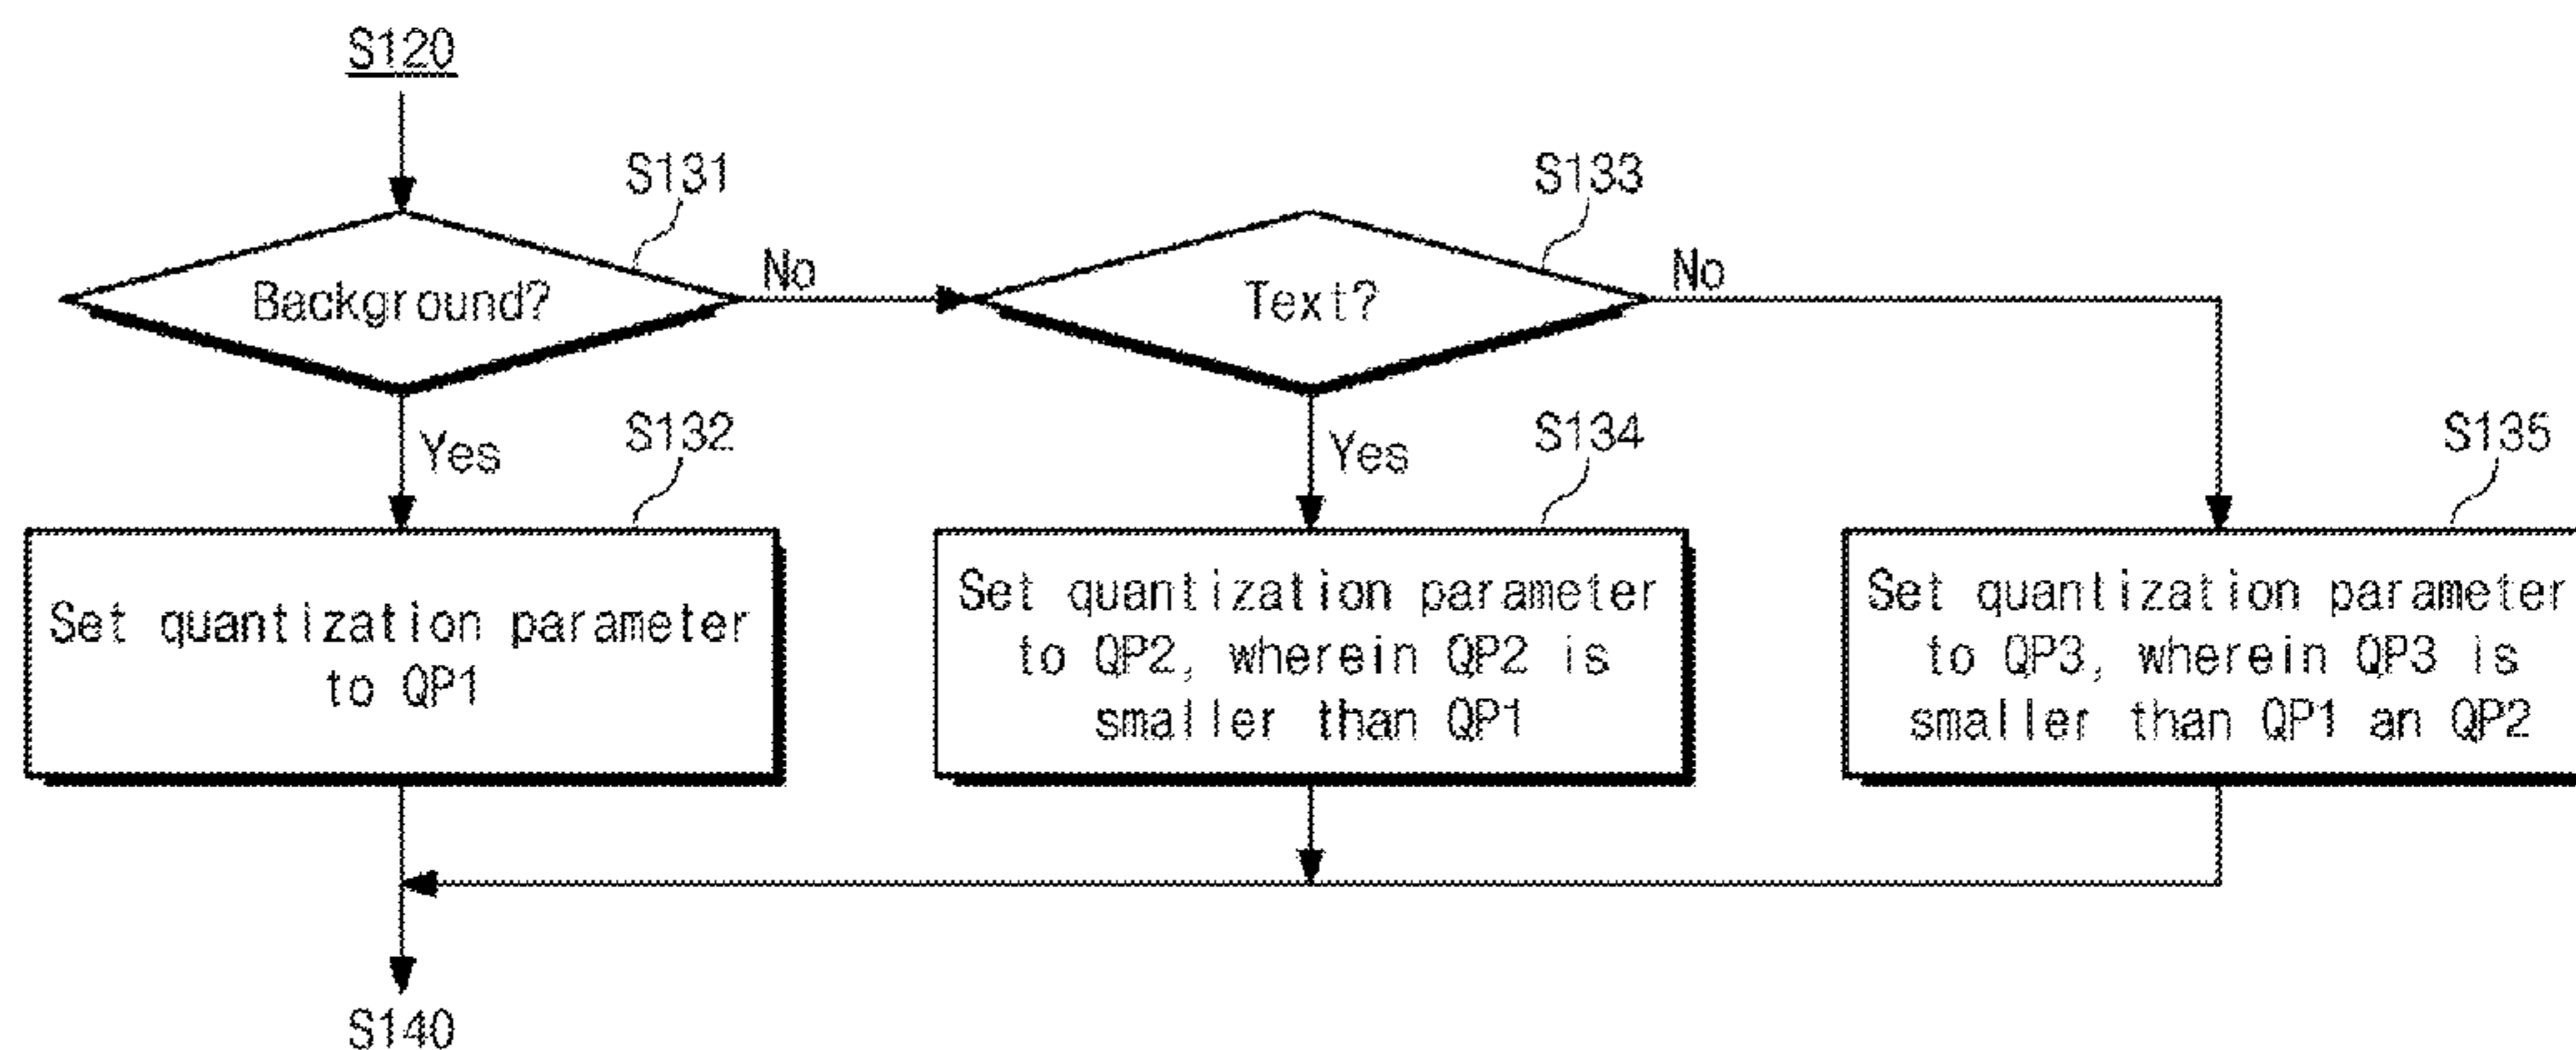 S120
S131
S133
Background?
No
Text?
No
Yes
S132
Yes
S134
S135
Set quantization parameter
to QP1
Set quantization parameter
to QP2, wherein QP2 is
smaller than QP1
Set quantization parameter
to QP3, wherein QP3 is
smaller than QP1 an QP2
S140